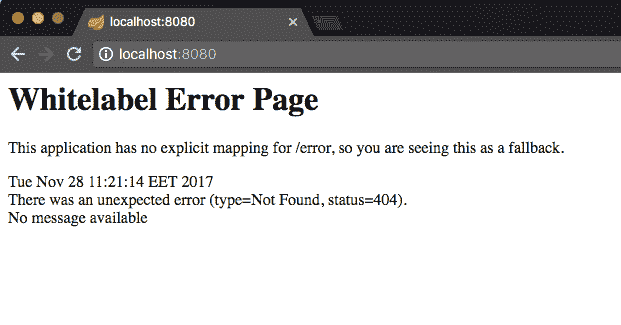 localhost:8080
localhost:8080
Whitelabel Error Page
This application has no explicit mapping for /error, so you are seeing this as a fallback.
Tue Nov 28 11:21:14 EET 2017
There was an unexpected error (type=Not Found, status=404).
No message available